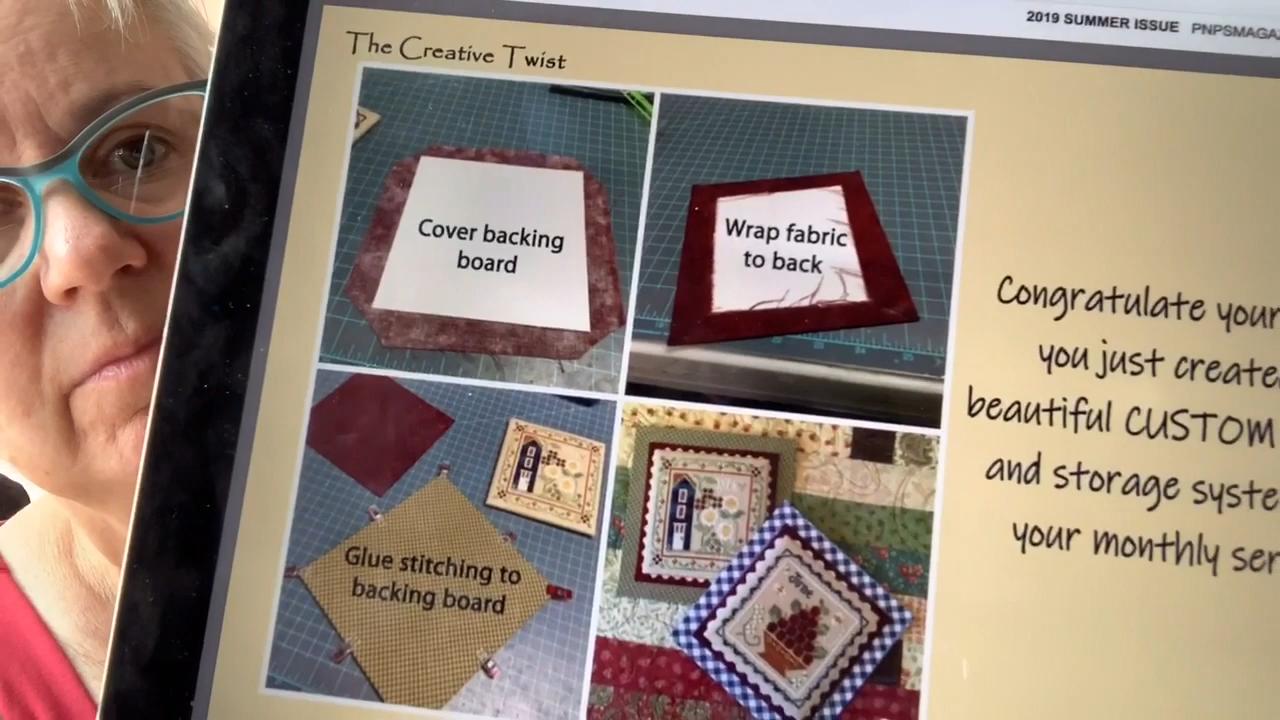 2019 SUMMER ISSUE PNPSMAGAZ
The Creative Twist
Cover backing
board
Wrap fabric
to back
Glue stitching to
backing board
Congratulate your
you just create
beautiful CUSTOM
and storage syste
your monthly ser